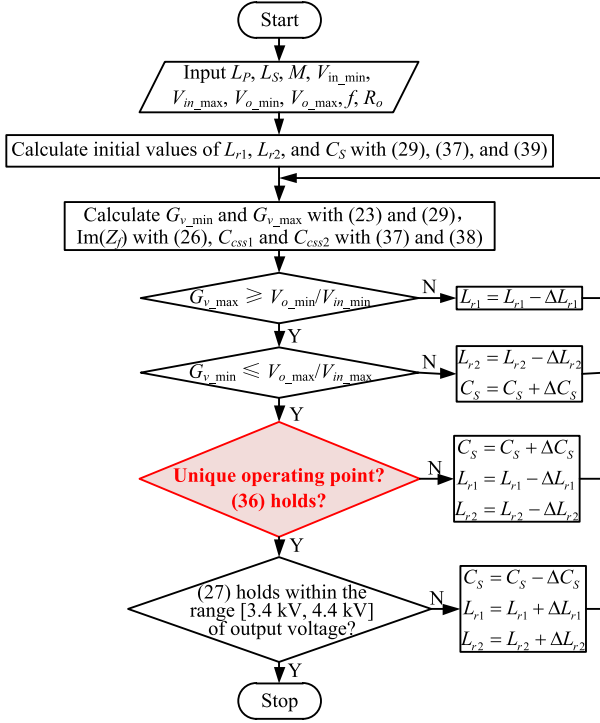 Start
Input L_P, L_S, M, V_in_min,
V_in_max, V_o_min, V_o_max, f, R_o
Calculate initial values of L_r1, L_r2, and C_S with (29), (37), and (39)
Calculate G_v_min and G_v_max with (23) and (29),
Im(Z_f) with (26), C_css1 and C_css2 with (37) and (38)
G_v_max ≥ V_o_min/V_in_min
N
L_r1 = L_r1 − ΔL_r1
Y
G_v_min ≤ V_o_max/V_in_max
N
L_r2 = L_r2 − ΔL_r2
C_S = C_S + ΔC_S
Y
Unique operating point?
(36) holds?
N
C_S = C_S + ΔC_S
L_r1 = L_r1 − ΔL_r1
L_r2 = L_r2 − ΔL_r2
Y
(27) holds within the
range [3.4 kV, 4.4 kV]
of output voltage?
N
C_S = C_S − ΔC_S
L_r1 = L_r1 + ΔL_r1
L_r2 = L_r2 + ΔL_r2
Y
Stop